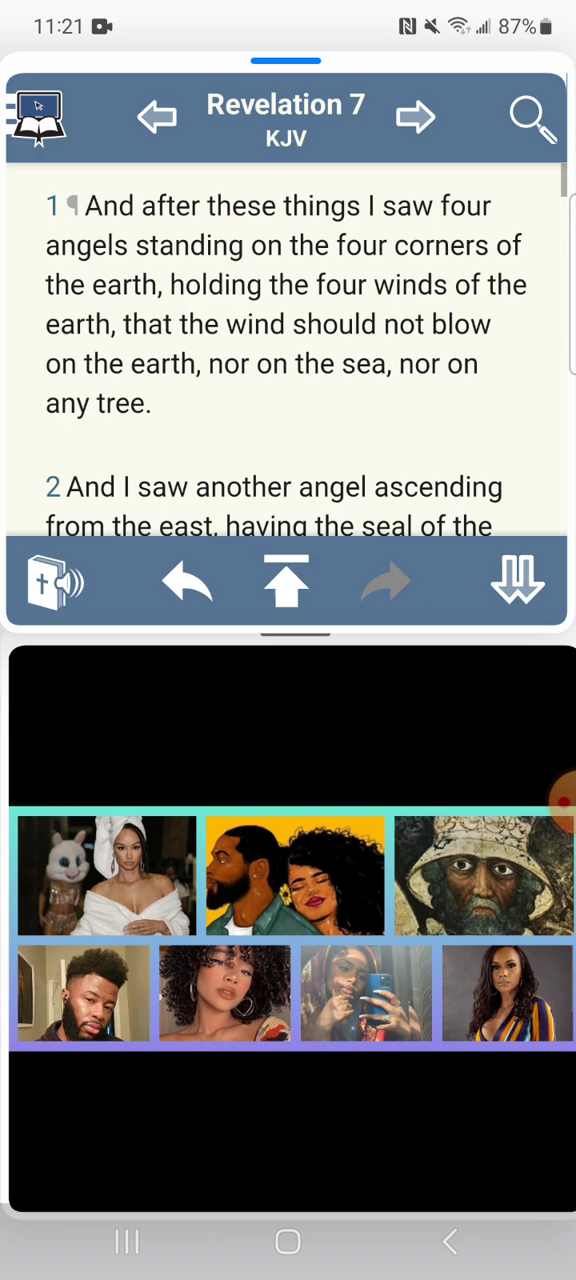 11:21
87%
Revelation 7
KJV
1 ¶ And after these things I saw four
angels standing on the four corners of
the earth, holding the four winds of the
earth, that the wind should not blow
on the earth, nor on the sea, nor on
any tree.
2 And I saw another angel ascending
from the east, having the seal of the